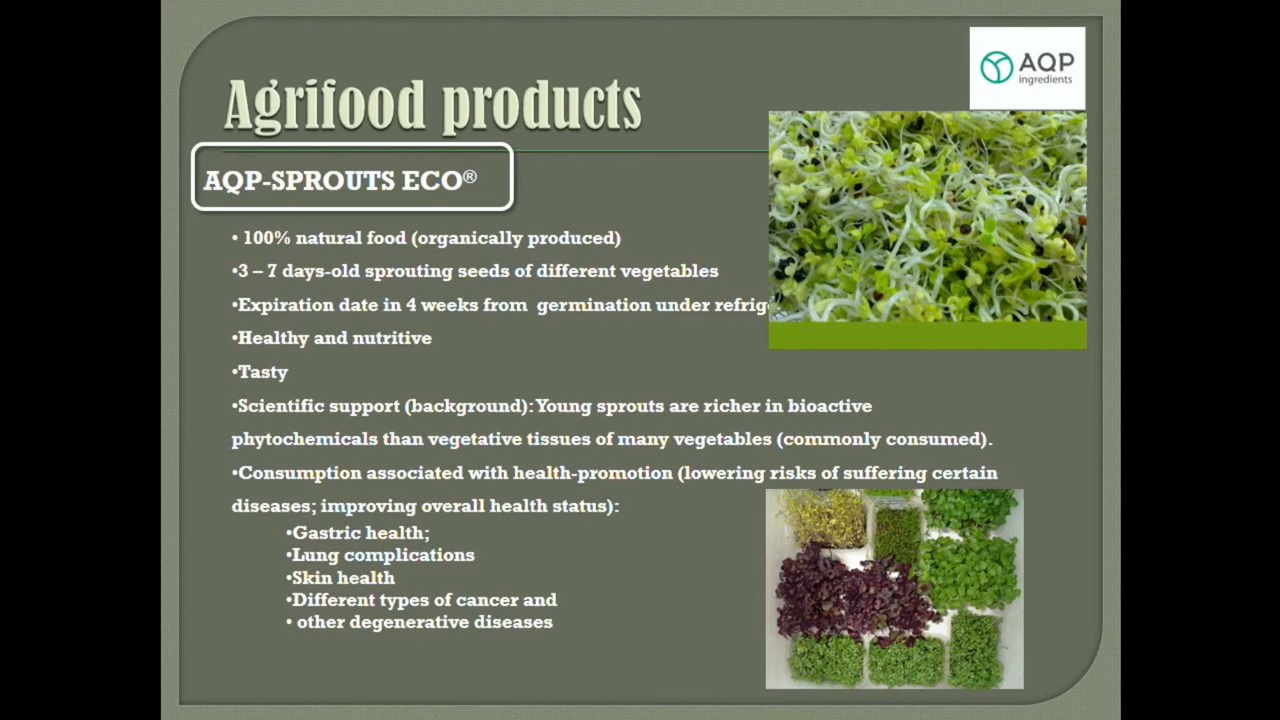 AQP
ingredients
Agrifood products
AQP-SPROUTS ECO®
• 100% natural food (organically produced)
•3 – 7 days-old sprouting seeds of different vegetables
•Expiration date in 4 weeks from germination under
•Healthy and nutritive
•Tasty
•Scientific support (background): Young sprouts are richer in bioactive
phytochemicals than vegetative tissues of many vegetables (commonly consumed).
•Consumption associated with health-promotion (lowering risks of suffering certain
diseases; improving overall health status):
•Gastric health;
•Lung complications
•Skin health
•Different types of cancer and
• other degenerative diseases